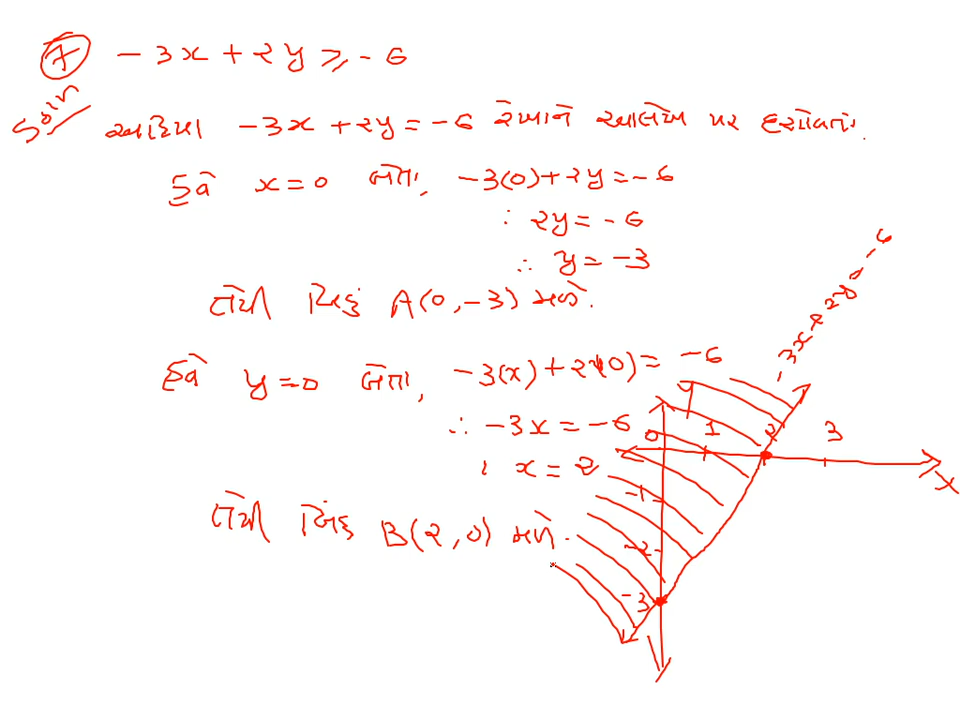 7 -3x + 2y ≥ -6
Soln
અહિયા -3x + 2y = -6 રેખાને આલેખ પર દર્શાવતાં.
હવે x = 0 લેતા, -3(0) + 2y = -6
∴ 2y = -6
∴ y = -3
તેથી બિંદુ A(0, -3) મળે.
હવે y = 0 લેતા, -3(x) + 2(0) = -6
∴ -3x = -6
∴ x = 2
તેથી બિંદુ B(2, 0) મળે.
-3x + 2y = -6
y
0 1 2 3
x
-1
-2
-3